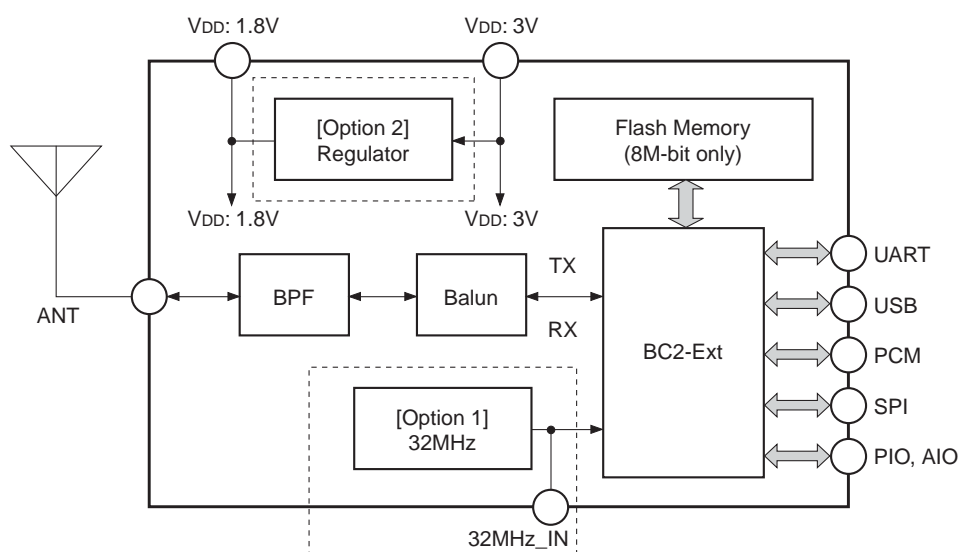 VDD: 1.8V
VDD: 3V
[Option 2]
Regulator
Flash Memory
(8M-bit only)
VDD: 1.8V
VDD: 3V
ANT
BPF
Balun
TX
RX
BC2-Ext
UART
USB
PCM
SPI
PIO, AIO
[Option 1]
32MHz
32MHz_IN